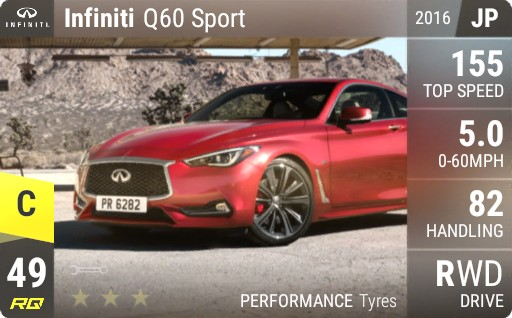 INFINITI
Infiniti Q60 Sport
2016 JP
155
TOP SPEED
5.0
0-60MPH
82
HANDLING
RWD
DRIVE
C
49
RQ
PR 6282
PERFORMANCE Tyres